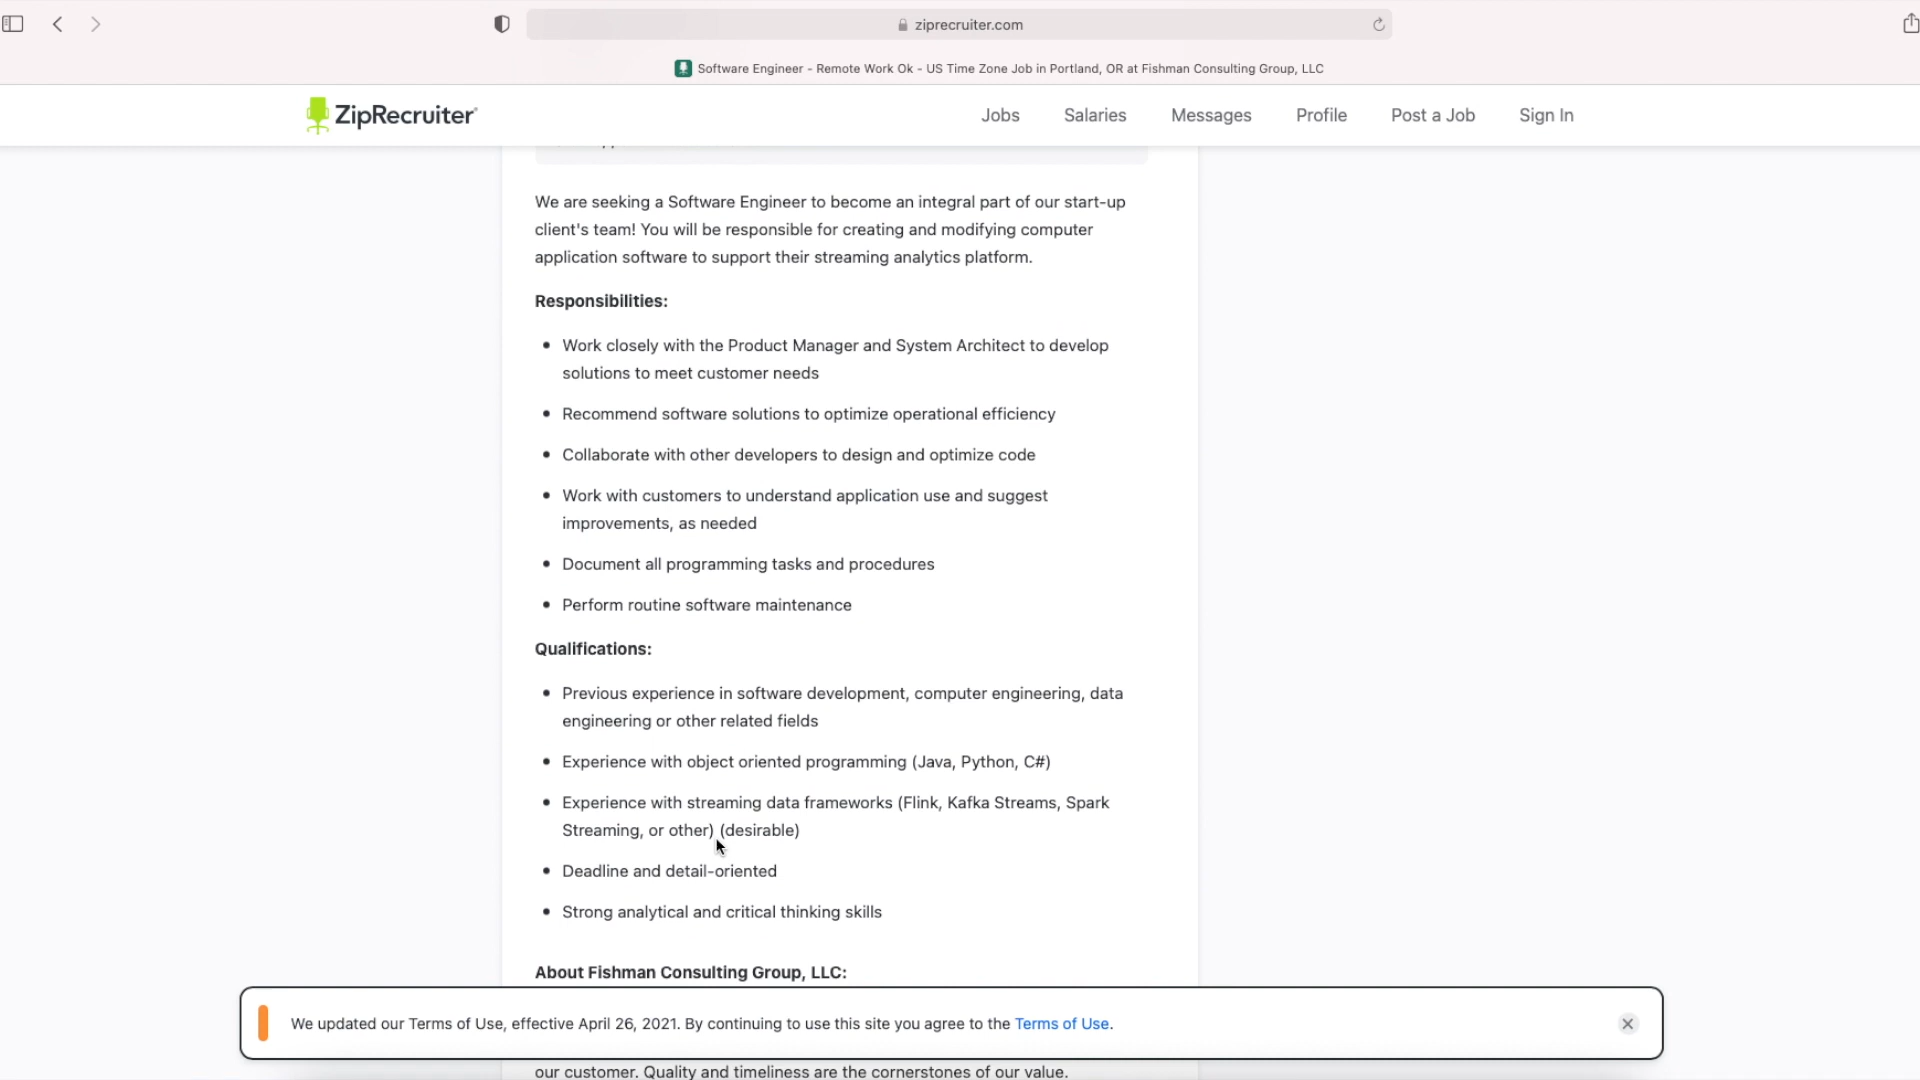 ziprecruiter.com
Software Engineer - Remote Work Ok - US Time Zone Job in Portland, OR at Fishman Consulting Group, LLC
ZipRecruiter
Jobs Salaries Messages Profile Post a Job Sign In
We are seeking a Software Engineer to become an integral part of our start-up
client's team! You will be responsible for creating and modifying computer
application software to support their streaming analytics platform.
Responsibilities:
Work closely with the Product Manager and System Architect to develop
solutions to meet customer needs
Recommend software solutions to optimize operational efficiency
Collaborate with other developers to design and optimize code
Work with customers to understand application use and suggest
improvements, as needed
Document all programming tasks and procedures
Perform routine software maintenance
Qualifications:
Previous experience in software development, computer engineering, data
engineering or other related fields
Experience with object oriented programming (Java, Python, C#)
Experience with streaming data frameworks (Flink, Kafka Streams, Spark
Streaming, or other) (desirable)
Deadline and detail-oriented
Strong analytical and critical thinking skills
About Fishman Consulting Group, LLC:
We updated our Terms of Use, effective April 26, 2021. By continuing to use this site you agree to the Terms of Use.
our customer. Quality and timeliness are the cornerstones of our value.